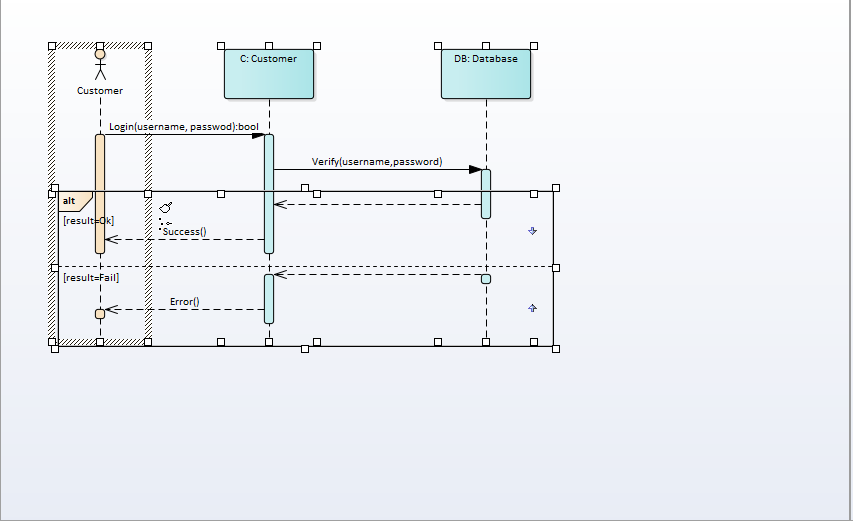 C: Customer
DB: Database
Customer
Login(username, passwod):bool
Verify(username,password)
alt
[result=Ok]
Success()
[result=Fail]
Error()